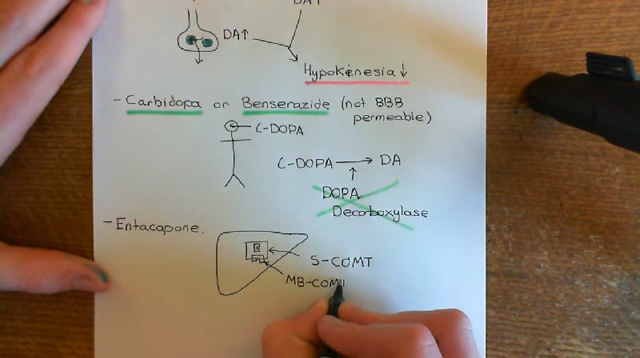 DA↑
DA↑
Hypokinesia↓
- Carbidopa or Benserazide (not BBB
permeable)
L-DOPA
L-DOPA → DA
DOPA
Decarboxylase
- Entacapone.
S-COMT